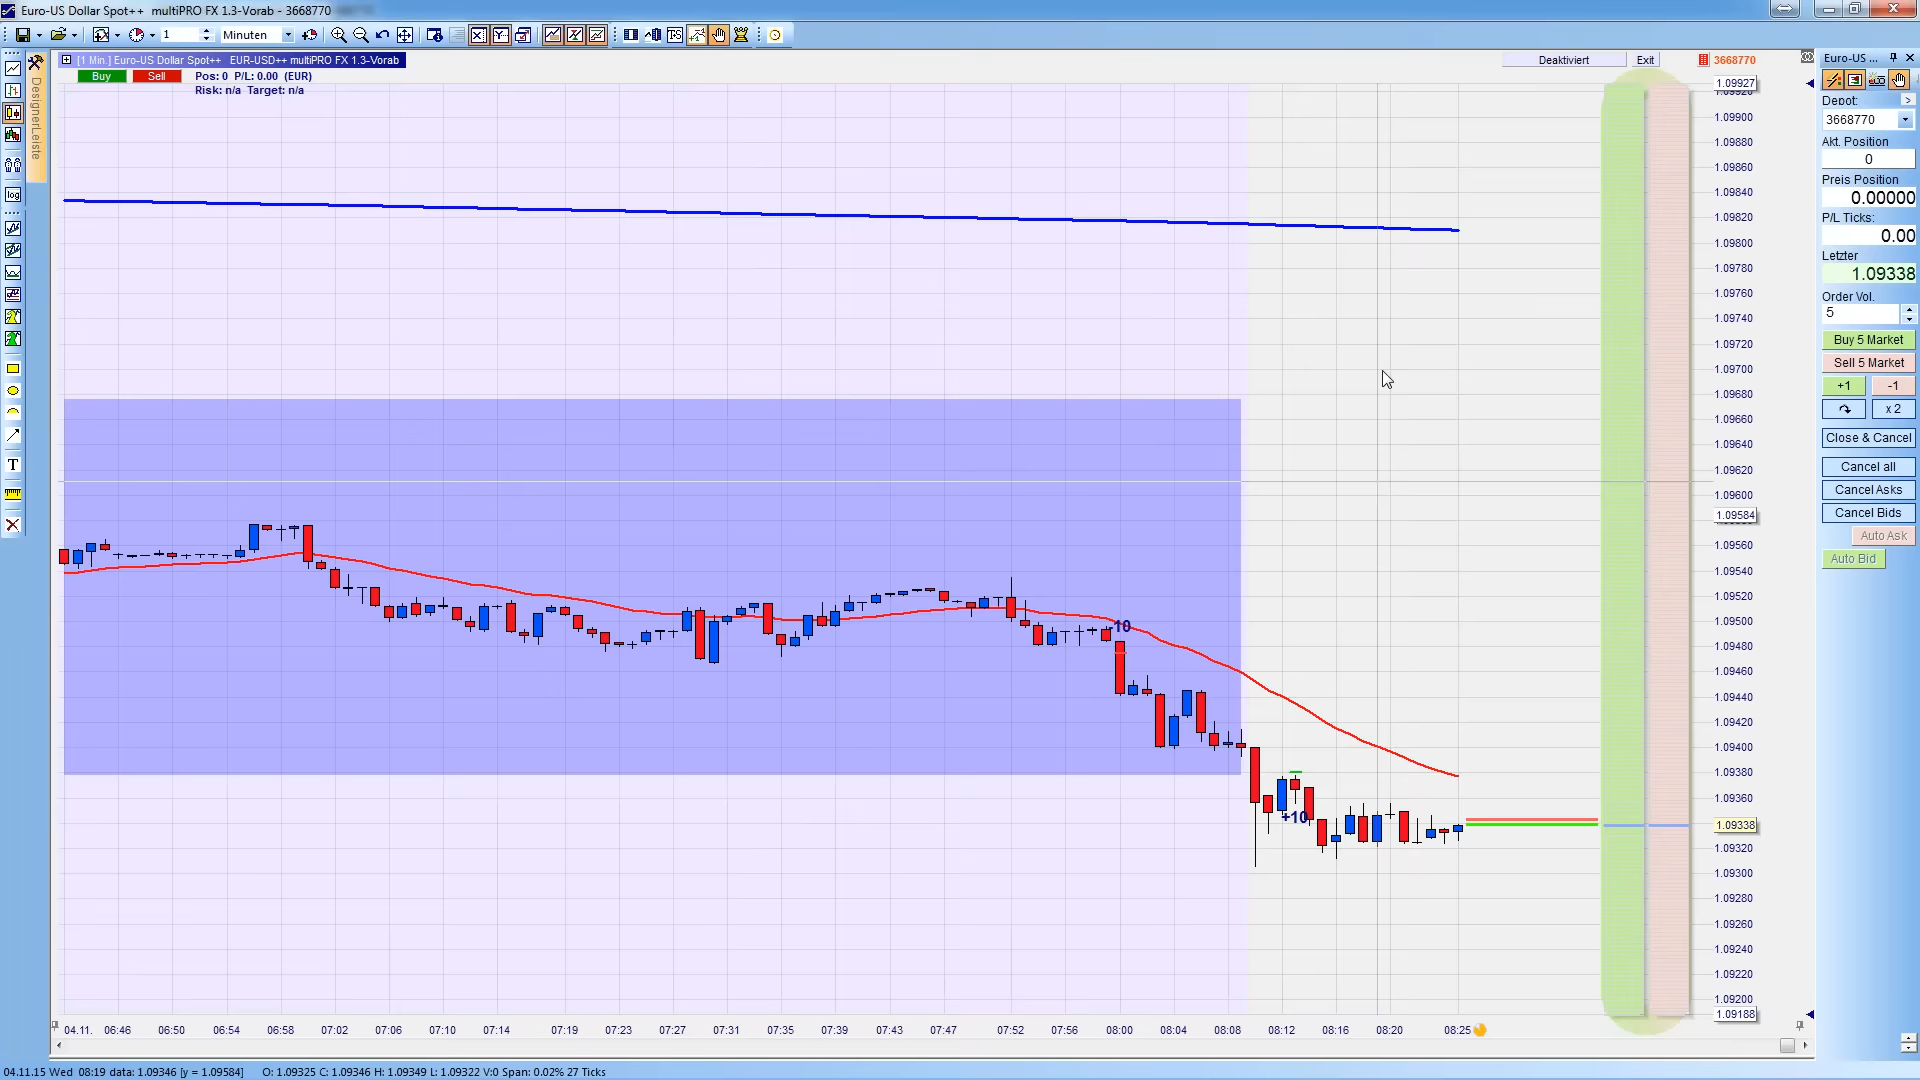 Euro-US Dollar Spot++   multiPRO FX 1.3-Vorab - 3668770
1
Minuten
[1 Min.] Euro-US Dollar Spot++   EUR-USD++ multiPRO FX 1.3-Vorab
Deaktiviert
Exit
3668770
Buy
Sell
Pos: 0  P/L: 0.00  (EUR)
Risk: n/a  Target: n/a
DesignerLeiste
log
T
T-S
-10
+10
1.09927
1.09900
1.09880
1.09860
1.09840
1.09820
1.09800
1.09780
1.09760
1.09740
1.09720
1.09700
1.09680
1.09660
1.09640
1.09620
1.09600
1.09584
1.09560
1.09540
1.09520
1.09500
1.09480
1.09460
1.09440
1.09420
1.09400
1.09380
1.09360
1.09338
1.09320
1.09300
1.09280
1.09260
1.09240
1.09220
1.09200
1.09188
04.11. 06:46 06:50 06:54 06:58 07:02 07:06 07:10 07:14 07:19 07:23 07:27 07:31 07:35 07:39 07:43 07:47 07:52 07:56 08:00 08:04 08:08 08:12 08:16 08:20 08:25
Euro-US ...
Depot:
3668770
Akt. Position
0
Preis Position
0.00000
P/L Ticks:
0.00
Letzter
1.09338
Order Vol.
5
Buy 5 Market
Sell 5 Market
+1
-1
x 2
Close & Cancel
Cancel all
Cancel Asks
Cancel Bids
Auto Ask
Auto Bid
04.11.15 Wed  08:19 data: 1.09346 [y = 1.09584]   O: 1.09325 C: 1.09346 H: 1.09349 L: 1.09322 V:0 Span: 0.02% 27 Ticks